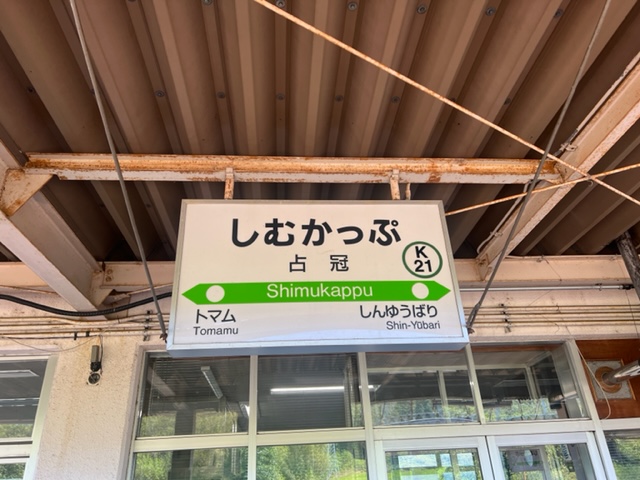 しむかっぷ
占冠
K
21
Shimukappu
トマム
Tomamu
しんゆうばり
Shin-Yūbari